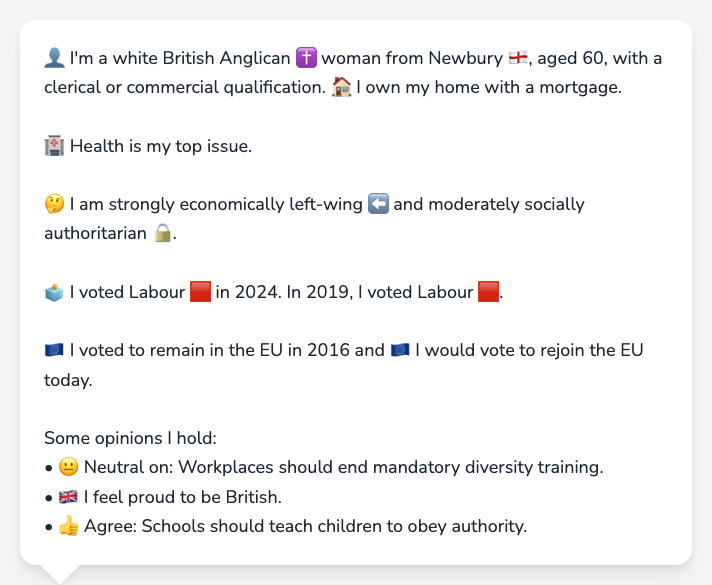 👤 I'm a white British Anglican ✝️ woman from Newbury 🏴󠁧󠁢󠁥󠁮󠁧󠁿, aged 60, with a
clerical or commercial qualification. 🏠 I own my home with a mortgage.
🏥 Health is my top issue.
🤔 I am strongly economically left-wing ⬅️ and moderately socially
authoritarian 🔒.
🗳️ I voted Labour 🟥 in 2024. In 2019, I voted Labour 🟥.
🇪🇺 I voted to remain in the EU in 2016 and 🇪🇺 I would vote to rejoin the EU
today.
Some opinions I hold:
• 😐 Neutral on: Workplaces should end mandatory diversity training.
• 🇬🇧 I feel proud to be British.
• 👍 Agree: Schools should teach children to obey authority.